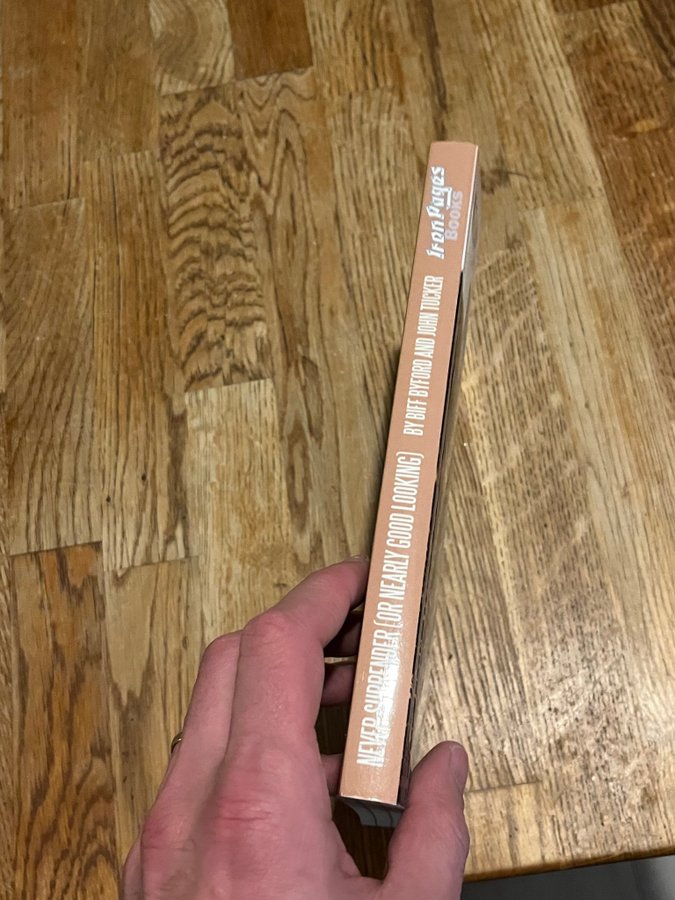 NEVER SURRENDER (OR NEARLY GOOD LOOKING) BY BIFF BYFORD AND JOHN TUCKER
Iron Pages
Books